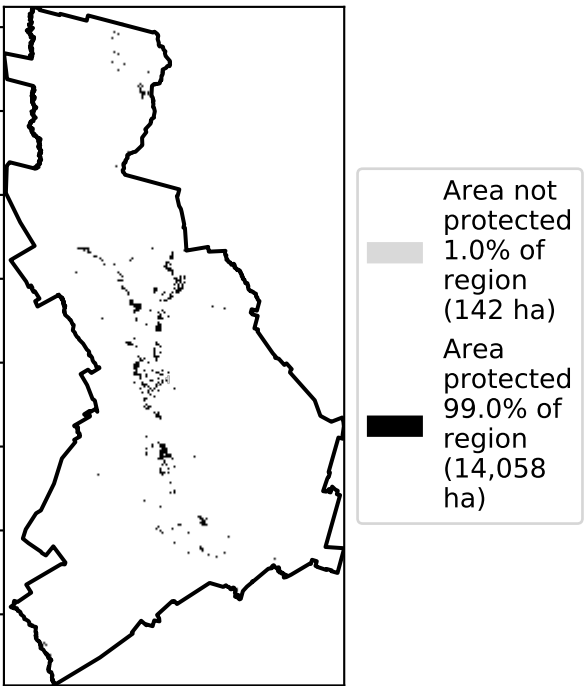 Area not
protected
1.0% of
region
(142 ha)
Area
protected
99.0% of
region
(14,058
ha)